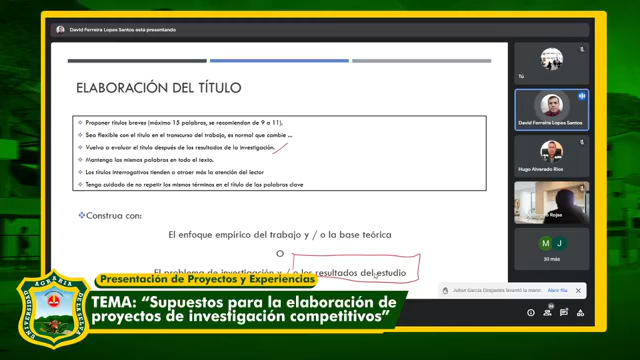 David Ferreira Lopes Santos está presentando
ELABORACIÓN DEL TÍTULO
Proponer títulos breves (máximo 15 palabras, se recomiendan de 9 a 11),
Sea flexible con el título en el transcurso del trabajo, es normal que cambie ...
Vuelva a evaluar el título después de los resultados de la investigación.
Mantenga las mismas palabras en todo el texto.
Los títulos interrogativos tienden a atraer más la atención del lector
Tenga cuidado de no repetir los mismos términos en el título de las palabras clave
Construa con:
El enfoque empírico del trabajo y / o la base teórica
O
El problema de investigación y / o los resultados del estudio
Tú
David Ferreira Lopes Santos
Hugo Alvarado Rios
Rojas
M J
30 más
Julian Garcia Desjantes levantó la mano.
Abrir fila
Presentación de Proyectos y Experiencias
TEMA: “Supuestos para la elaboración de
proyectos de investigación competitivos”
AGRARIA